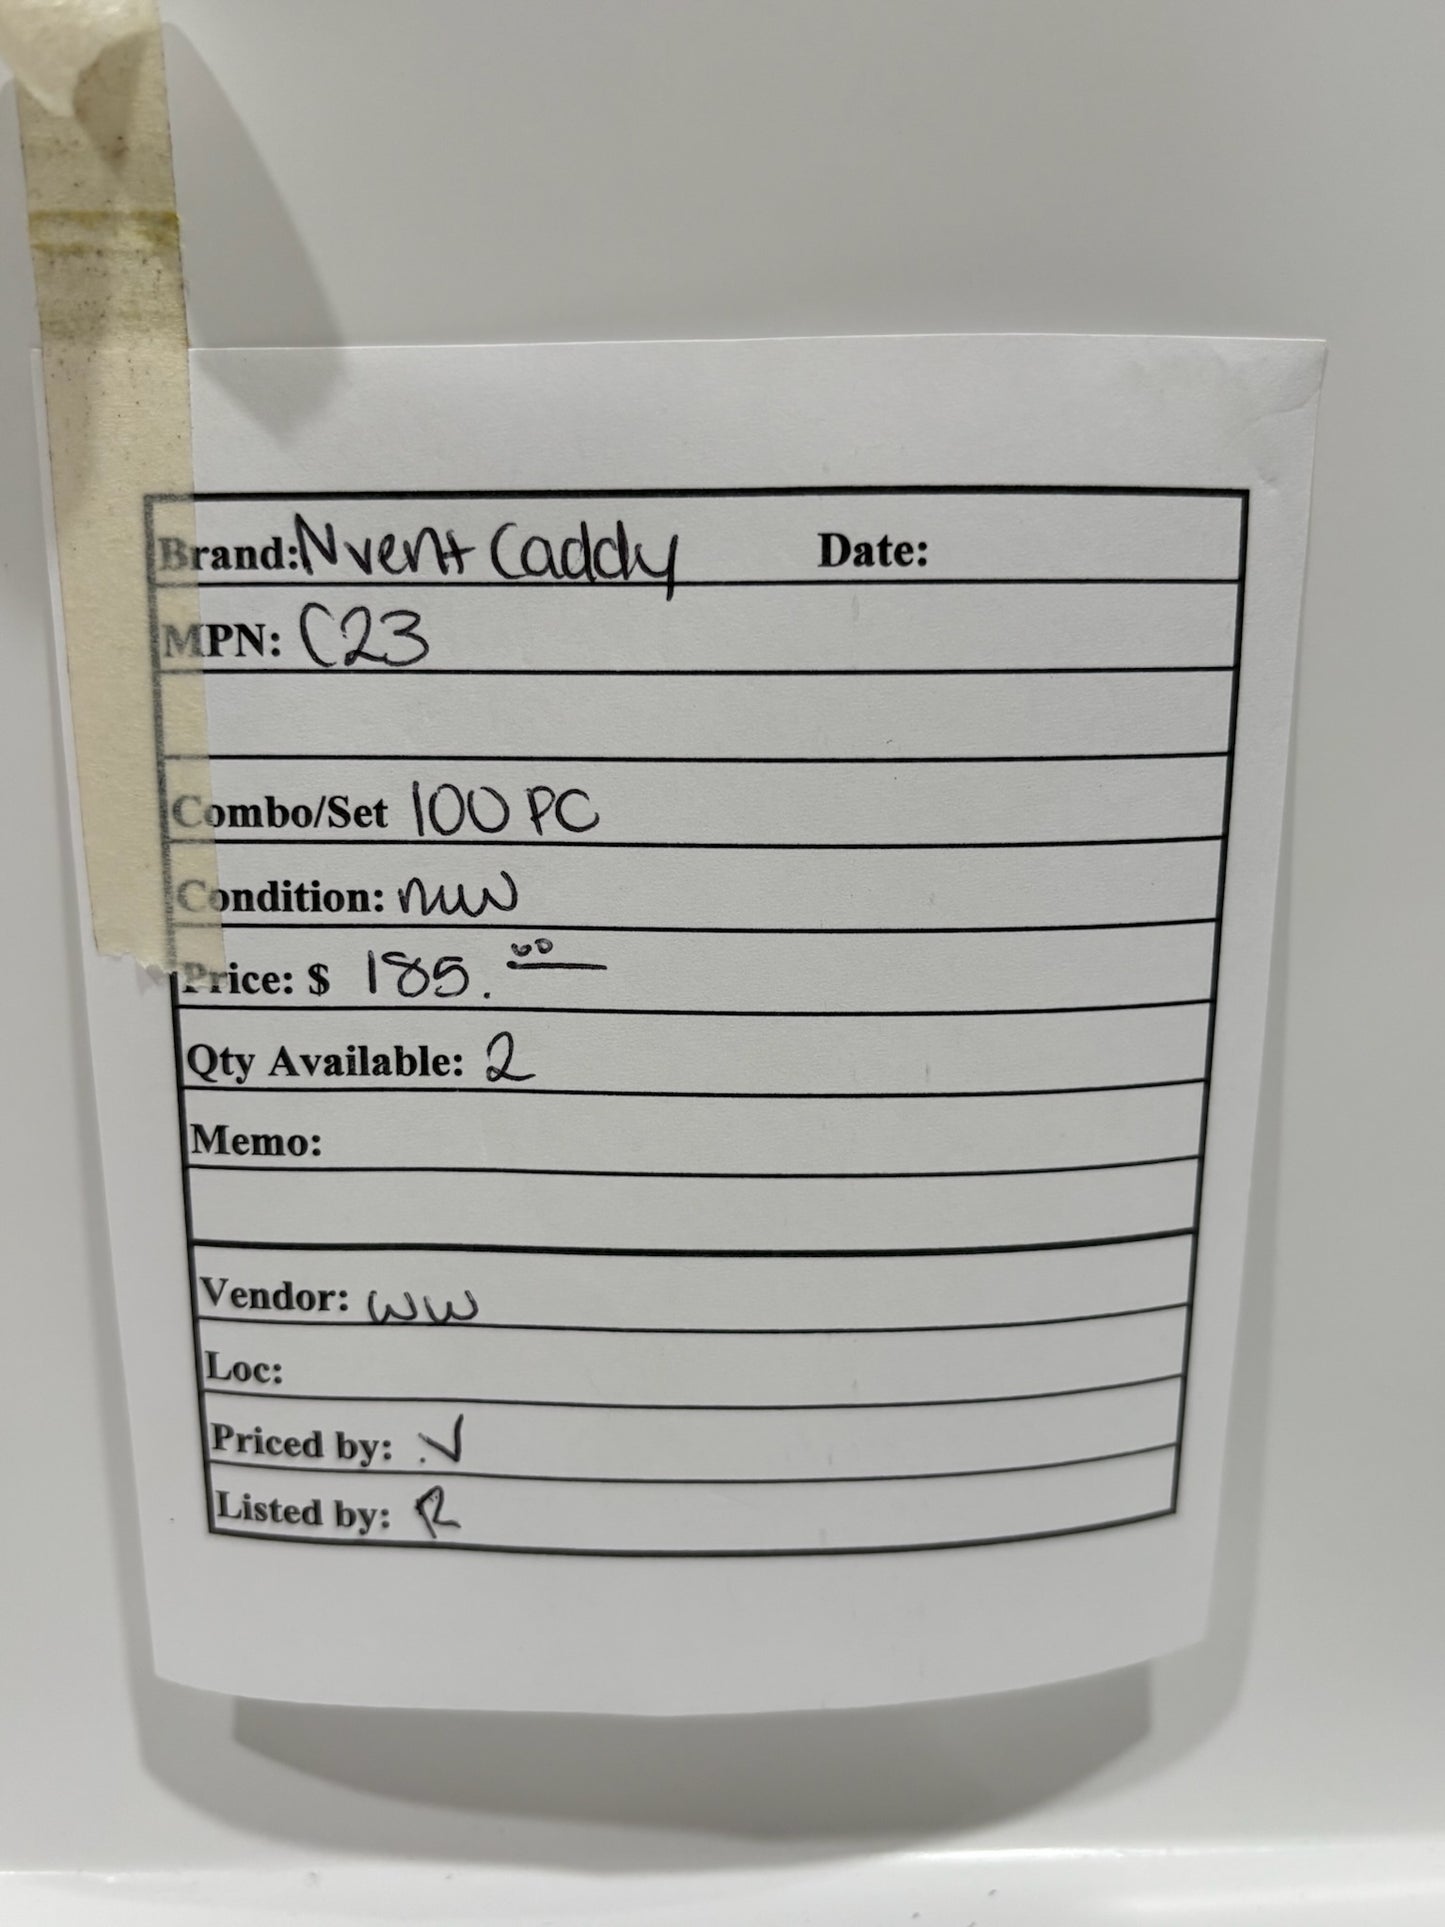 Brand: Nvent Caddy Date:
MPN: C23
Combo/Set 100 PC
Condition: new
Price: $ 185.00
Qty Available: 2
Memo:
Vendor: WW
Loc:
Priced by: V
Listed by: R